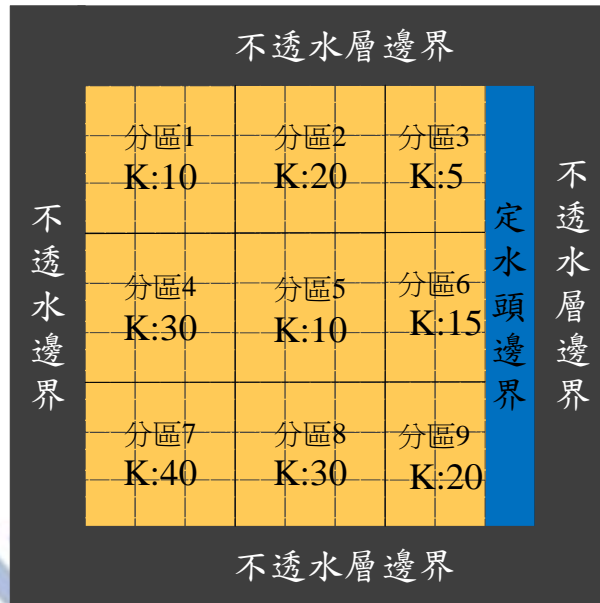 不透水層邊界
分區1
K:10
分區2
K:20
分區3
K:5
不透水邊界
分區4
K:30
分區5
K:10
分區6
K:15
定水頭邊界
不透水層邊界
分區7
K:40
分區8
K:30
分區9
K:20
不透水層邊界